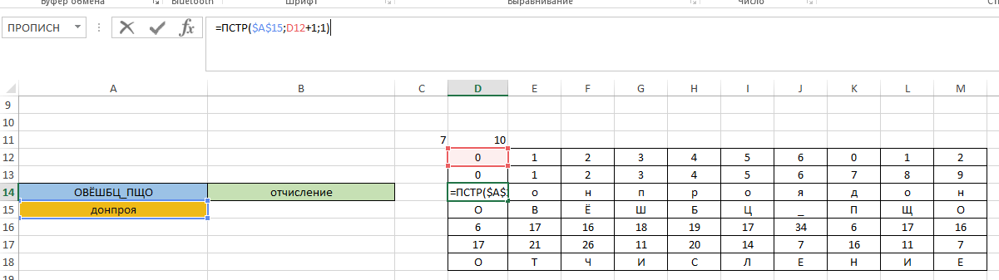 Буфер обмена Bluetooth Шрифт Выравнивание Число
ПРОПИСН =ПСТР($A$15;D12+1;1)
A B C D E F G H I J K L M
9
10
11 7 10
12 0 1 2 3 4 5 6 0 1 2
13 0 1 2 3 4 5 6 7 8 9
14 ОВЁШБЦ_ПЩО отчисление =ПСТР($A$ о н п р о я д о н
15 донпроя О В Ё Ш Б Ц _ П Щ О
16 6 17 16 18 19 17 34 6 17 16
17 17 21 26 11 20 14 7 16 11 7
18 О Т Ч И С Л Е Н И Е